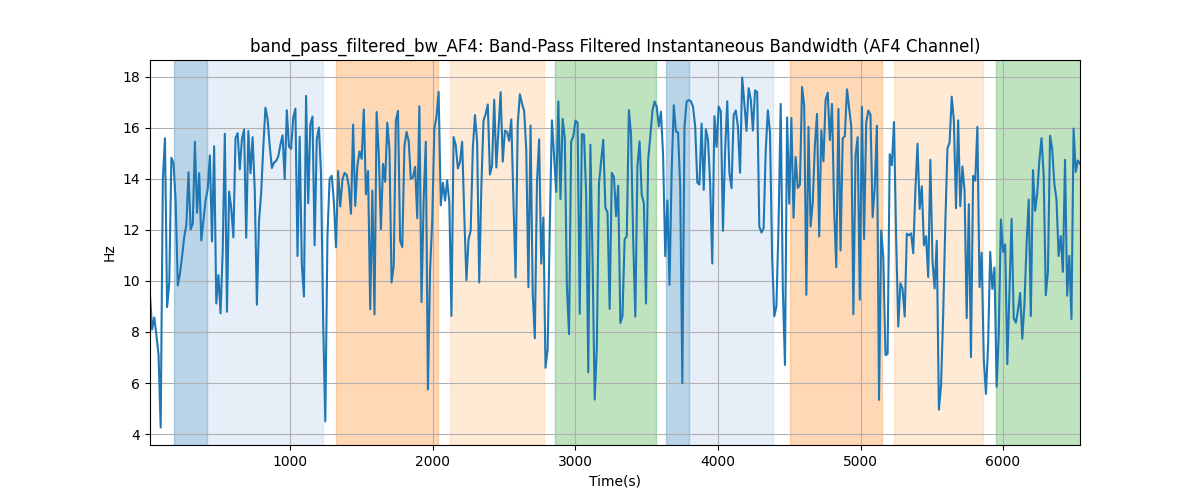 band_pass_filtered_bw_AF4: Band-Pass Filtered Instantaneous Bandwidth (AF4 Channel)
18
16
14
12
10
8
6
4
Hz
1000 2000 3000 4000 5000 6000
Time(s)